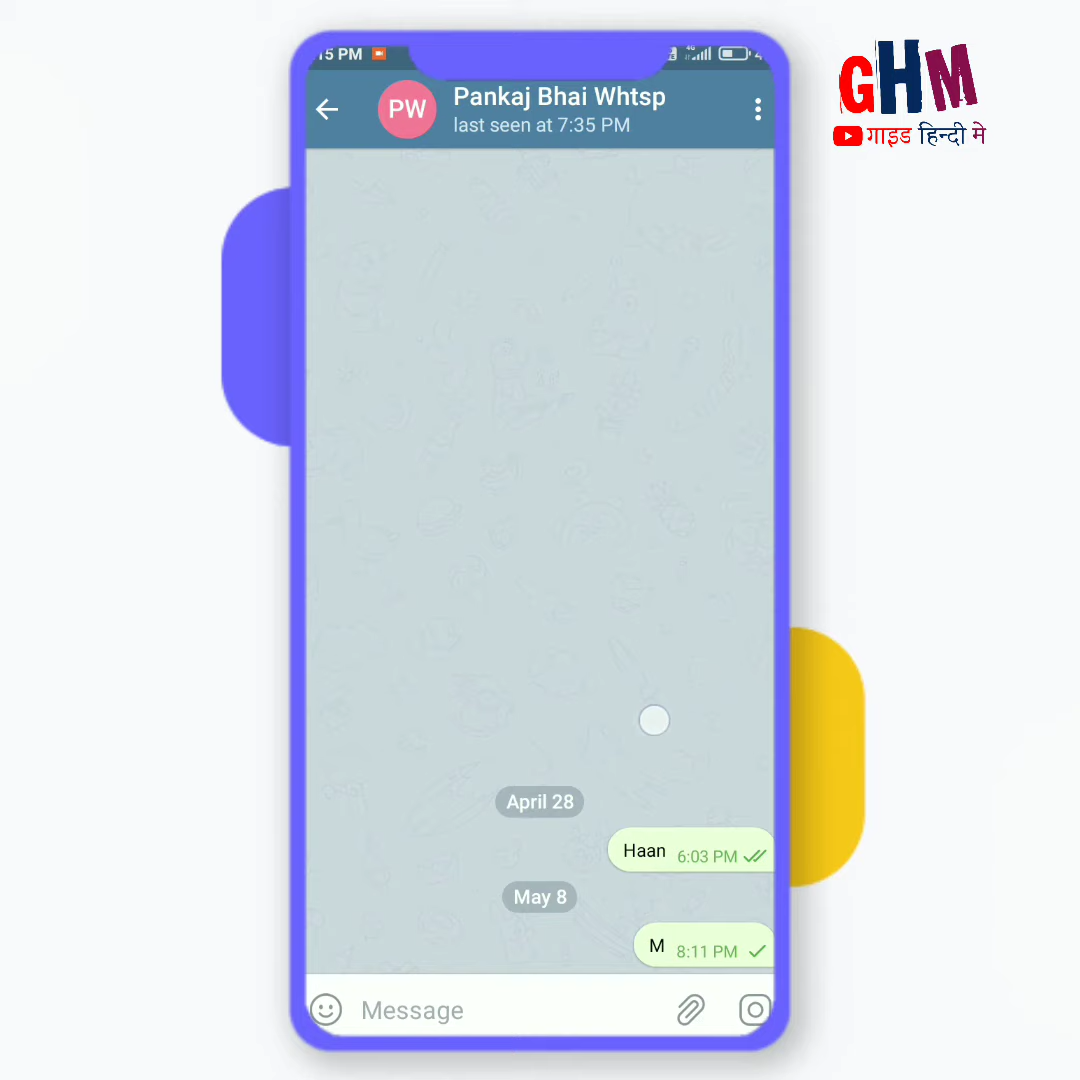 15 PM
4G
GHM
गाइड हिन्दी मे
PW
Pankaj Bhai Whtsp
last seen at 7:35 PM
April 28
Haan 6:03 PM
May 8
M 8:11 PM
Message